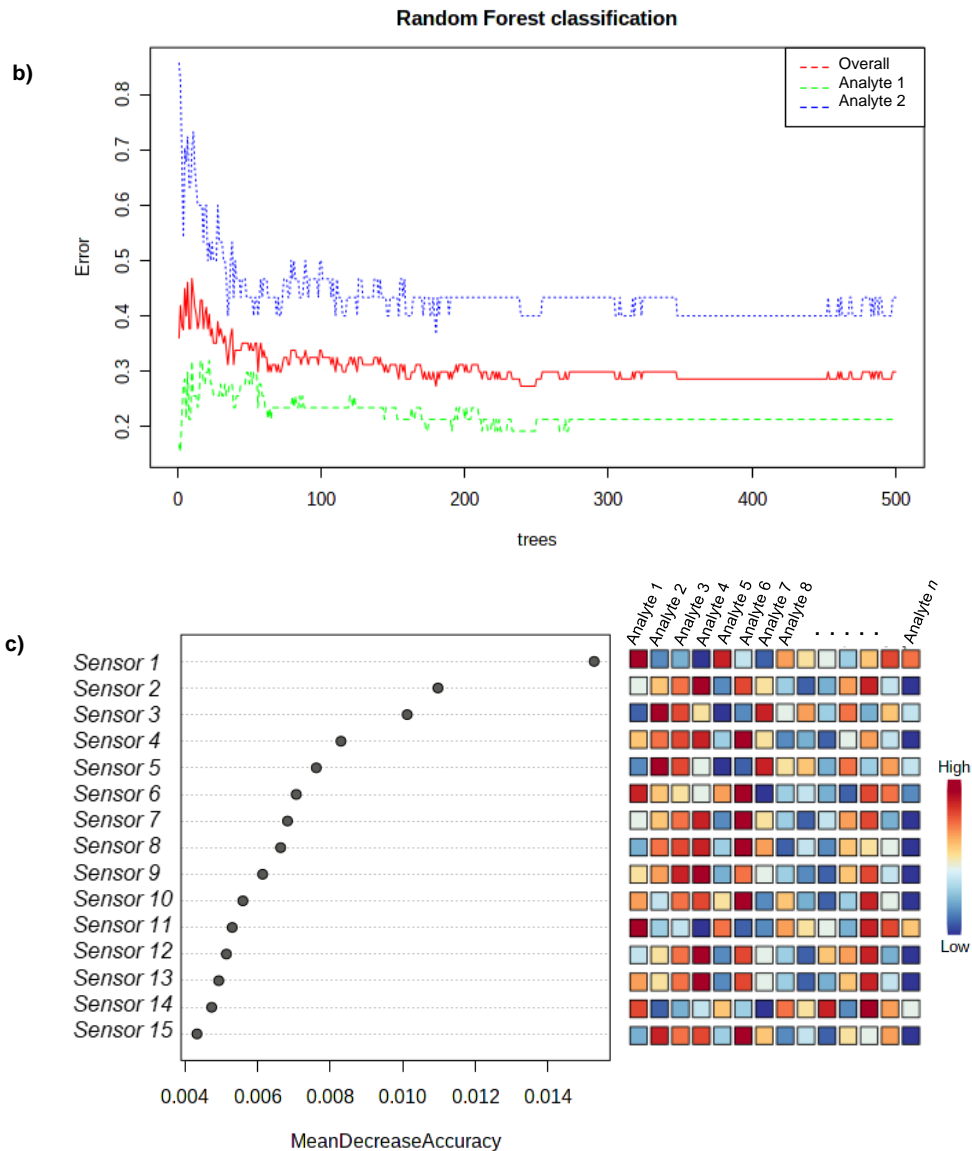 Random Forest classification
b)
Overall
Analyte 1
Analyte 2
Error
0.8
0.7
0.6
0.5
0.4
0.3
0.2
0 100 200 300 400 500
trees
c)
Analyte 1
Analyte 2
Analyte 3
Analyte 4
Analyte 5
Analyte 6
Analyte 7
Analyte 8
. . . . .
Analyte n
Sensor 1
Sensor 2
Sensor 3
Sensor 4
Sensor 5
Sensor 6
Sensor 7
Sensor 8
Sensor 9
Sensor 10
Sensor 11
Sensor 12
Sensor 13
Sensor 14
Sensor 15
High
Low
0.004 0.006 0.008 0.010 0.012 0.014
MeanDecreaseAccuracy